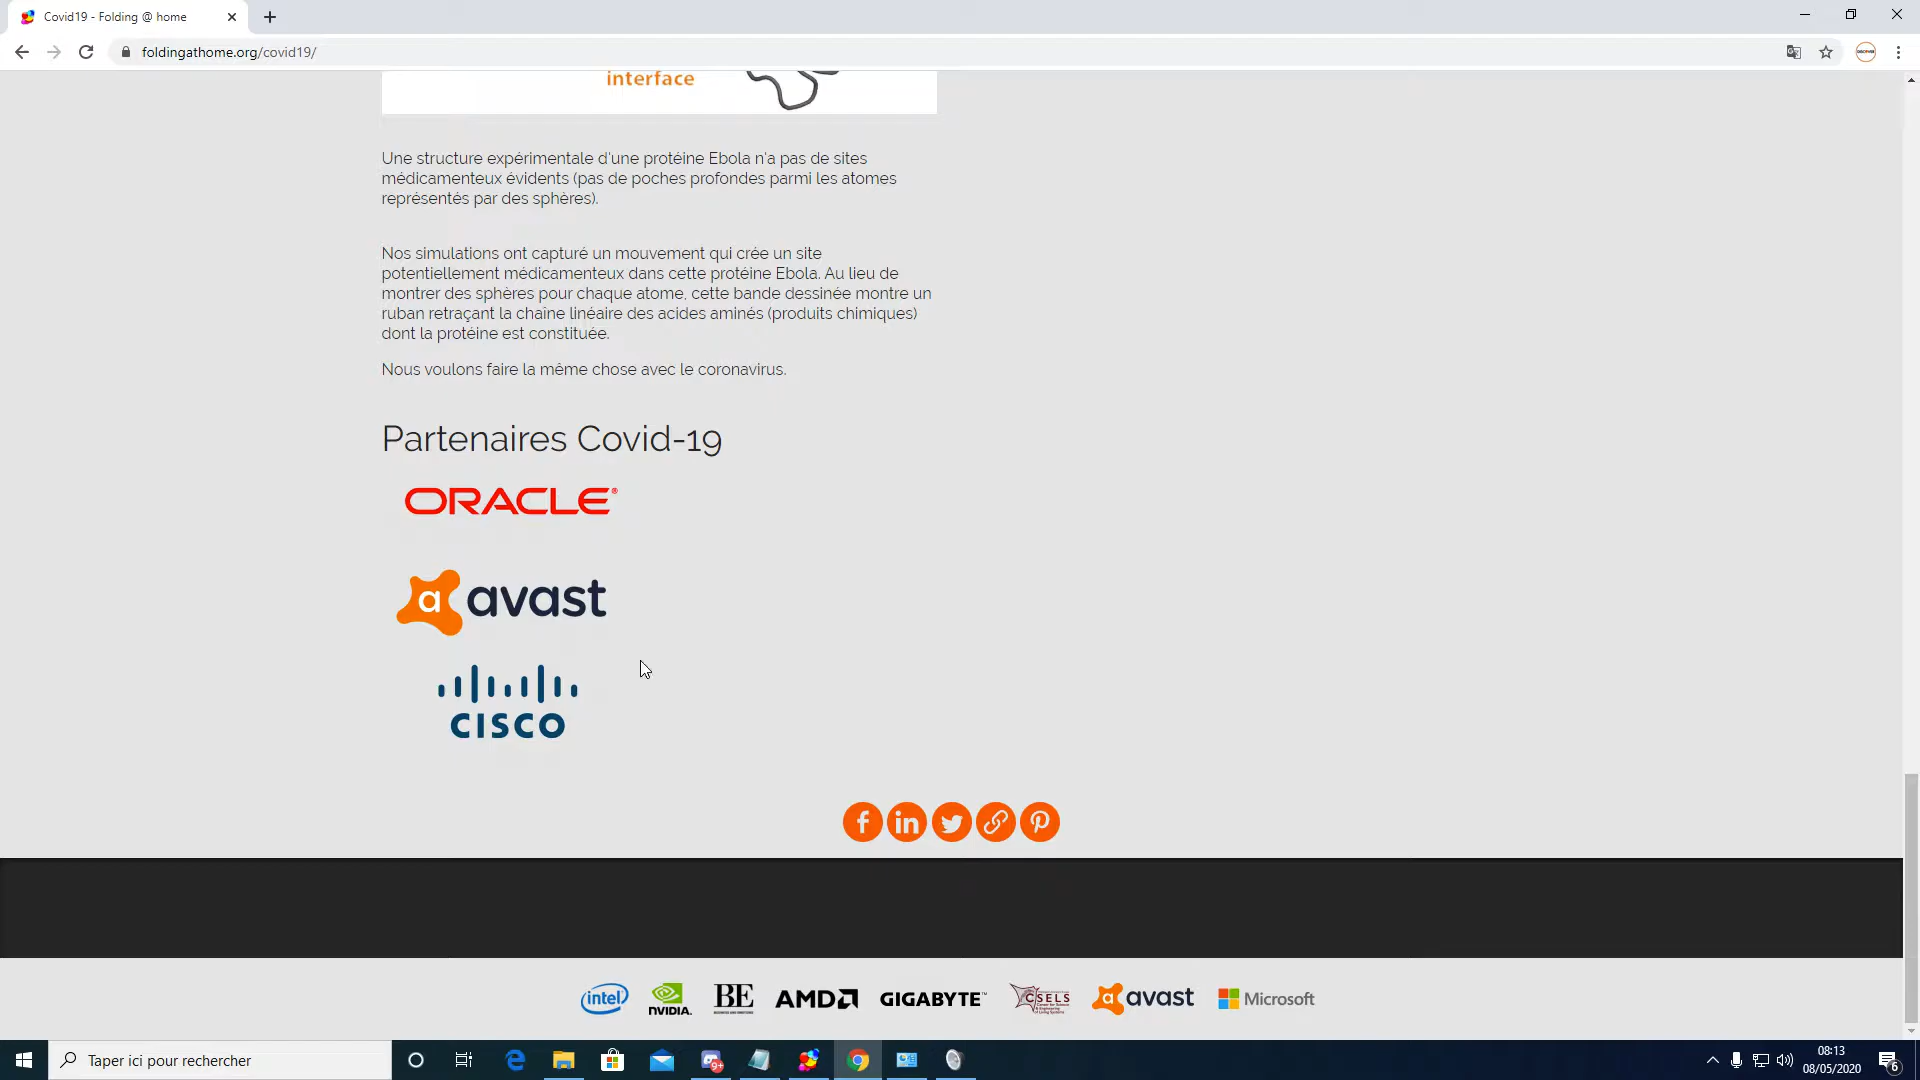 Covid19 - Folding @ home
foldingathome.org/covid19/
interface
Une structure expérimentale d'une protéine Ebola n'a pas de sites
médicamenteux évidents (pas de poches profondes parmi les atomes
représentés par des sphères).
Nos simulations ont capturé un mouvement qui crée un site
potentiellement médicamenteux dans cette protéine Ebola. Au lieu de
montrer des sphères pour chaque atome, cette bande dessinée montre un
ruban retraçant la chaîne linéaire des acides aminés (produits chimiques)
dont la protéine est constituée.
Nous voulons faire la même chose avec le coronavirus.
Partenaires Covid-19
ORACLE®
a avast
CISCO
f in
intel NVIDIA. BE AMD GIGABYTE™ CSELS a avast Microsoft
Taper ici pour rechercher
9+
08:13
08/05/2020
6